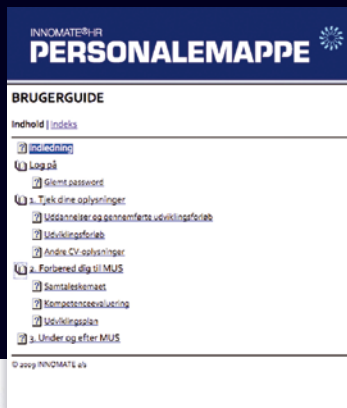 INNOMATE®HR
PERSONALEMAPPE
BRUGERGUIDE
Indhold | Indeks
Indledning
Log på
Glemt password
1. Tjek dine oplysninger
Uddannelser og gennemførte udviklingsforløb
Udviklingsforløb
Andre CV-oplysninger
2. Forbered dig til MUS
Samtaleskemaet
Kompetenceevaluering
Udviklingsplan
3. Under og efter MUS
© 2009 INNOMATE a/s